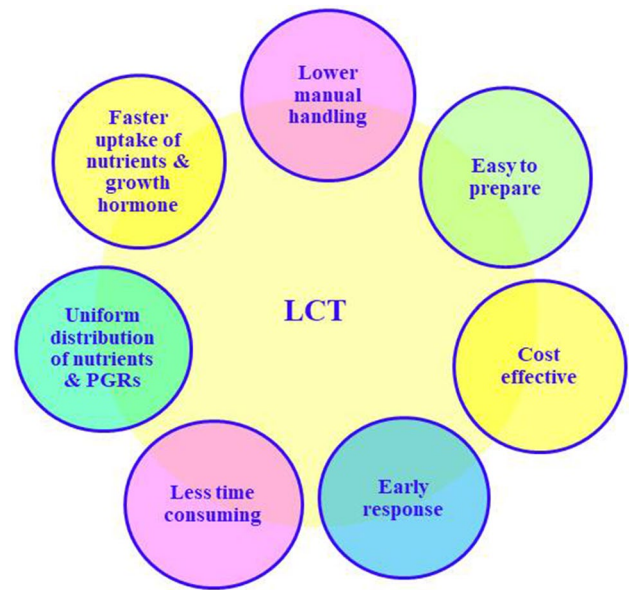 Lower
manual
handling
Easy to
prepare
Cost
effective
Early
response
Less time
consuming
Uniform
distribution
of nutrients
& PGRs
Faster
uptake of
nutrients &
growth
hormone
LCT